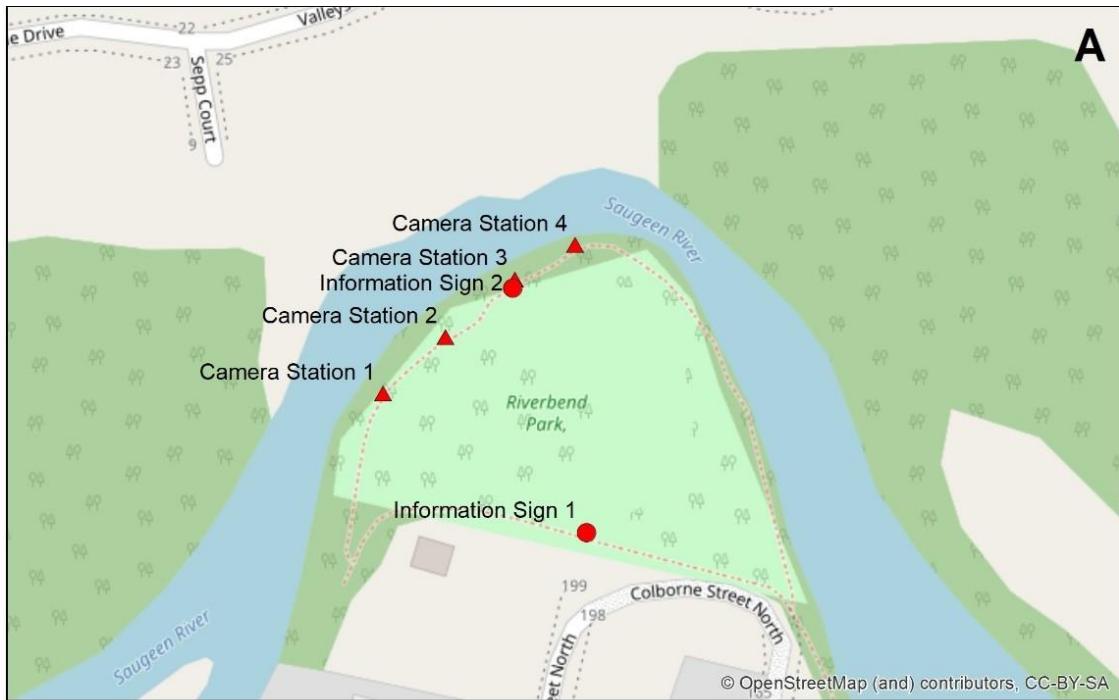 A
e Drive
22
Valleys
23
25
Sepp Court
9
Saugeen River
Camera Station 4
Camera Station 3
Information Sign 2
Camera Station 2
Camera Station 1
Riverbend
Park,
Information Sign 1
199
198
Colborne Street North
Street North
Saugeen River
© OpenStreetMap (and) contributors, CC-BY-SA